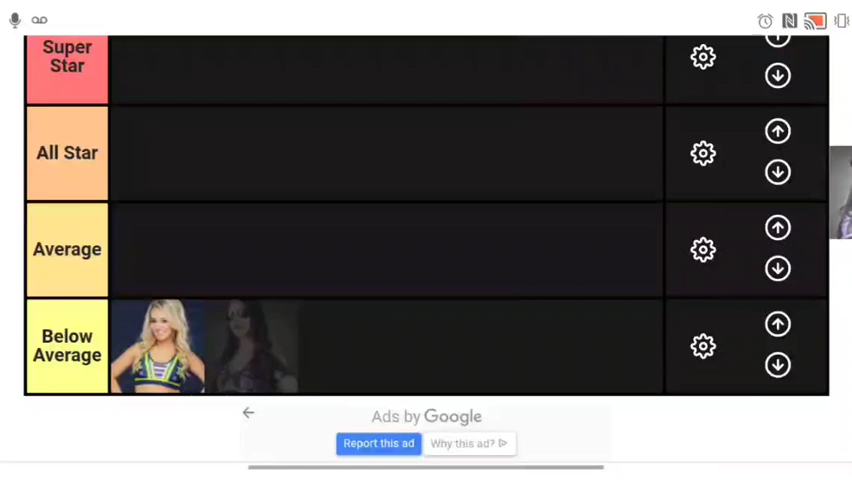 Super
Star
All Star
Average
Below
Average
Ads by Google
Report this ad
Why this ad?